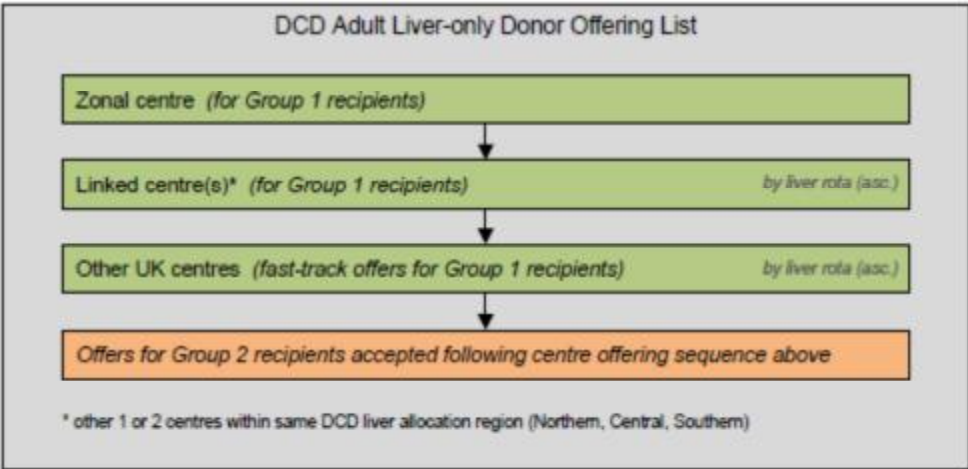 DCD Adult Liver-only Donor Offering List
Zonal centre (for Group 1 recipients)
Linked centre(s)* (for Group 1 recipients) by liver rota (asc.)
Other UK centres (fast-track offers for Group 1 recipients) by liver rota (asc.)
Offers for Group 2 recipients accepted following centre offering sequence above
* other 1 or 2 centres within same DCD liver allocation region (Northern, Central, Southern)